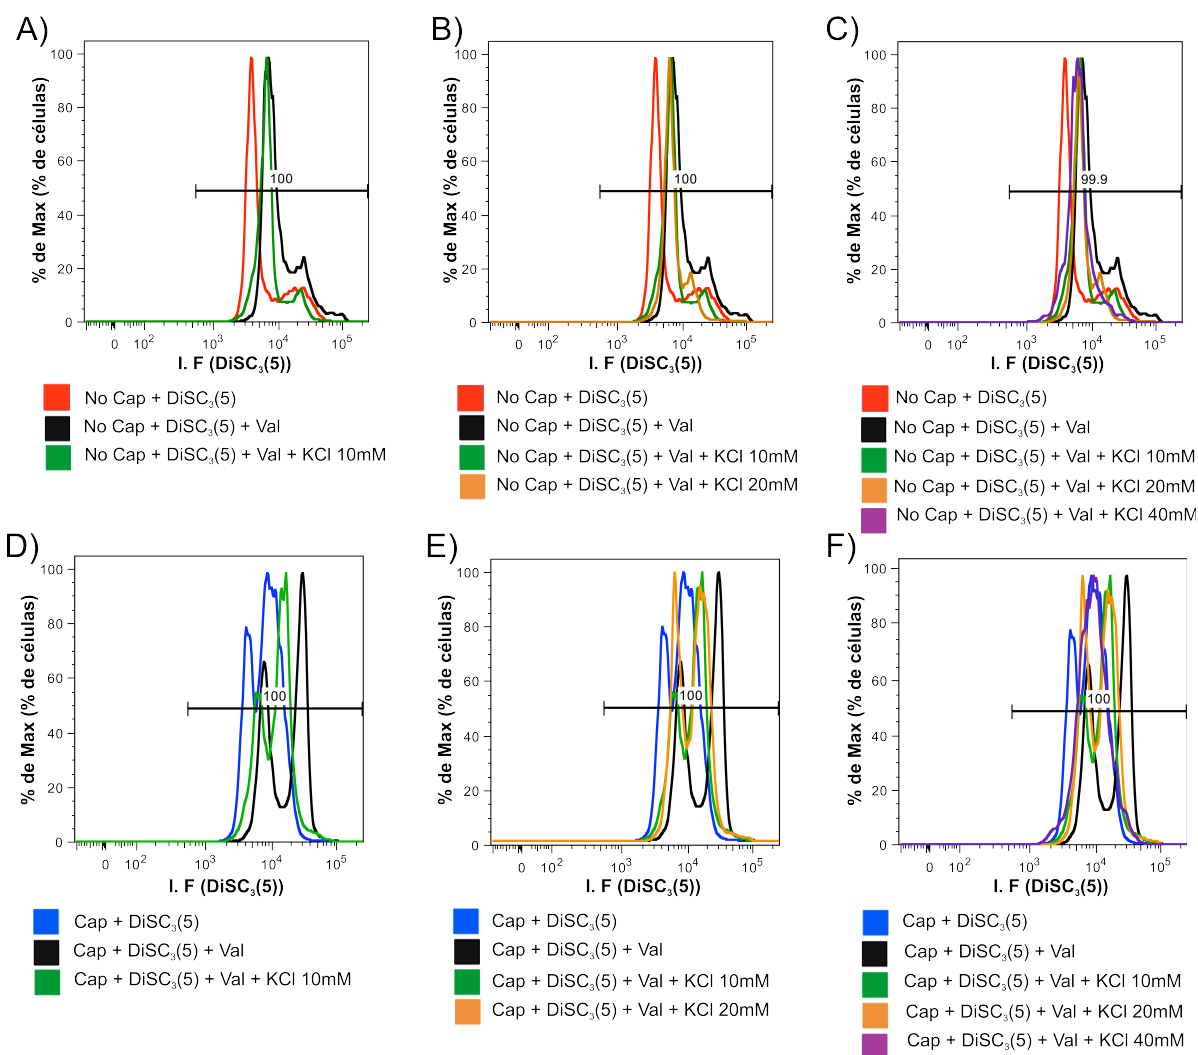 A)
% de Max (% de células)
100
80
60
40
20
0
100
0 10² 10³ 10⁴ 10⁵
I. F (DiSC₃(5))
No Cap + DiSC₃(5)
No Cap + DiSC₃(5) + Val
No Cap + DiSC₃(5) + Val + KCl 10mM
B)
% de Max (% de células)
100
80
60
40
20
0
100
0 10² 10³ 10⁴ 10⁵
I. F (DiSC₃(5))
No Cap + DiSC₃(5)
No Cap + DiSC₃(5) + Val
No Cap + DiSC₃(5) + Val + KCl 10mM
No Cap + DiSC₃(5) + Val + KCl 20mM
C)
% de Max (% de células)
100
80
60
40
20
0
99.9
0 10² 10³ 10⁴ 10⁵
I. F (DiSC₃(5))
No Cap + DiSC₃(5)
No Cap + DiSC₃(5) + Val
No Cap + DiSC₃(5) + Val + KCl 10mM
No Cap + DiSC₃(5) + Val + KCl 20mM
No Cap + DiSC₃(5) + Val + KCl 40mM
D)
% de Max (% de células)
100
80
60
40
20
0
100
0 10² 10³ 10⁴ 10⁵
I. F (DiSC₃(5))
Cap + DiSC₃(5)
Cap + DiSC₃(5) + Val
Cap + DiSC₃(5) + Val + KCl 10mM
E)
% de Max (% de células)
100
80
60
40
20
0
100
0 10² 10³ 10⁴ 10⁵
I. F (DiSC₃(5))
Cap + DiSC₃(5)
Cap + DiSC₃(5) + Val
Cap + DiSC₃(5) + Val + KCl 10mM
Cap + DiSC₃(5) + Val + KCl 20mM
F)
% de Max (% de células)
100
80
60
40
20
0
100
0 10² 10³ 10⁴ 10⁵
I. F (DiSC₃(5))
Cap + DiSC₃(5)
Cap + DiSC₃(5) + Val
Cap + DiSC₃(5) + Val + KCl 10mM
Cap + DiSC₃(5) + Val + KCl 20mM
Cap + DiSC₃(5) + Val + KCl 40mM